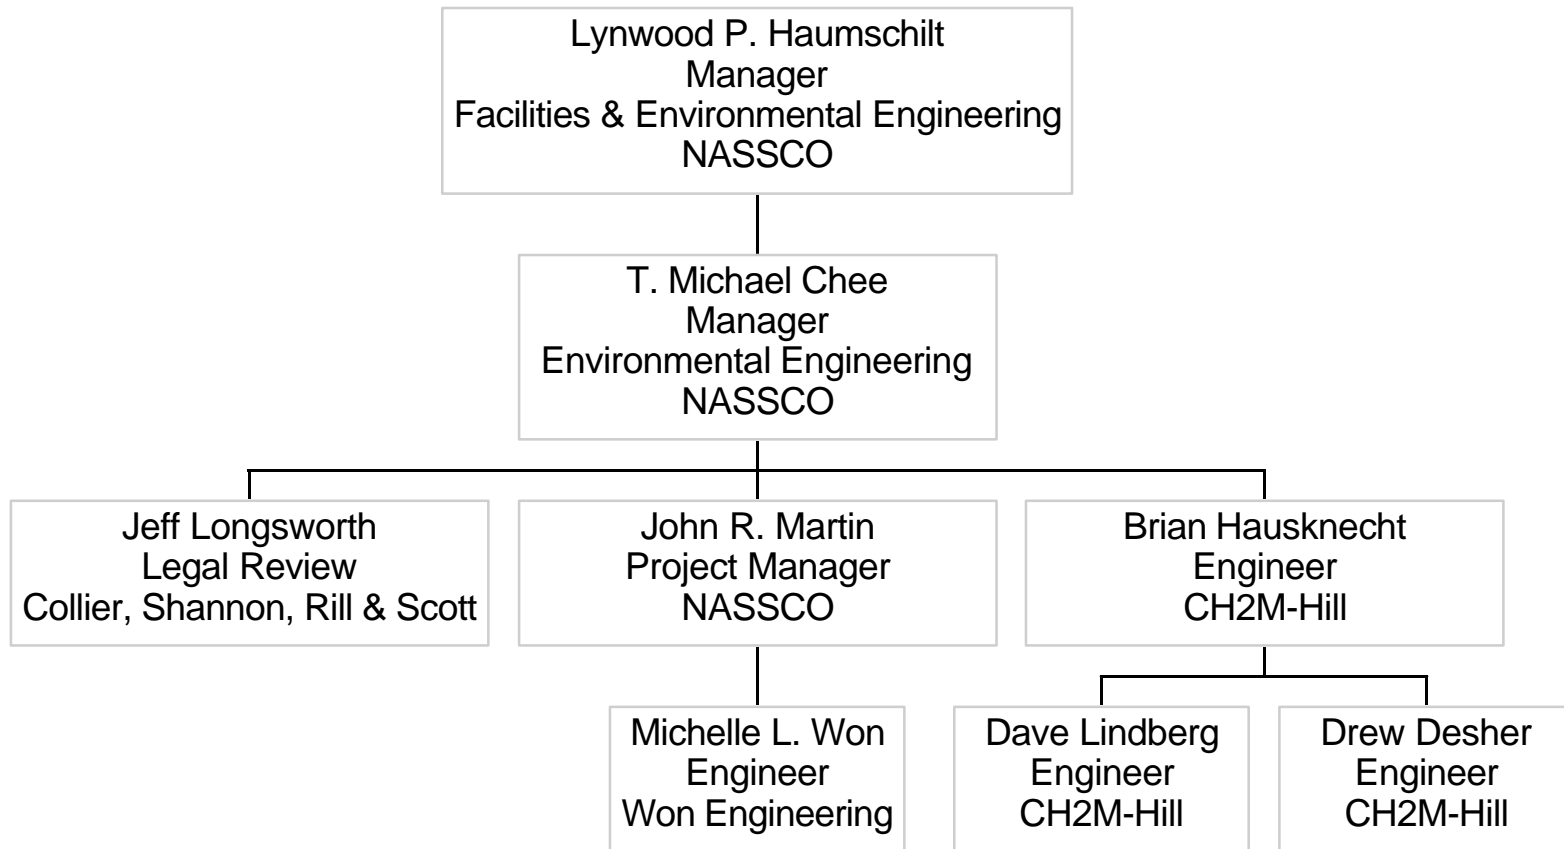 Lynwood P. Haumschilt
Manager
Facilities & Environmental Engineering
NASSCO
T. Michael Chee
Manager
Environmental Engineering
NASSCO
Jeff Longsworth
Legal Review
Collier, Shannon, Rill & Scott
John R. Martin
Project Manager
NASSCO
Brian Hausknecht
Engineer
CH2M-Hill
Michelle L. Won
Engineer
Won Engineering
Dave Lindberg
Engineer
CH2M-Hill
Drew Desher
Engineer
CH2M-Hill